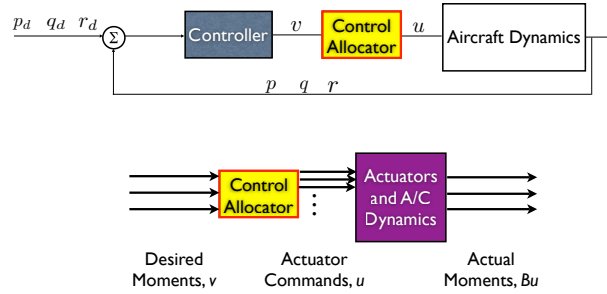 p_d q_d r_d
Σ
Controller
v
Control
Allocator
u
Aircraft Dynamics
p q r
Control
Allocator
Actuators
and A/C
Dynamics
Desired
Moments, v
Actuator
Commands, u
Actual
Moments, Bu